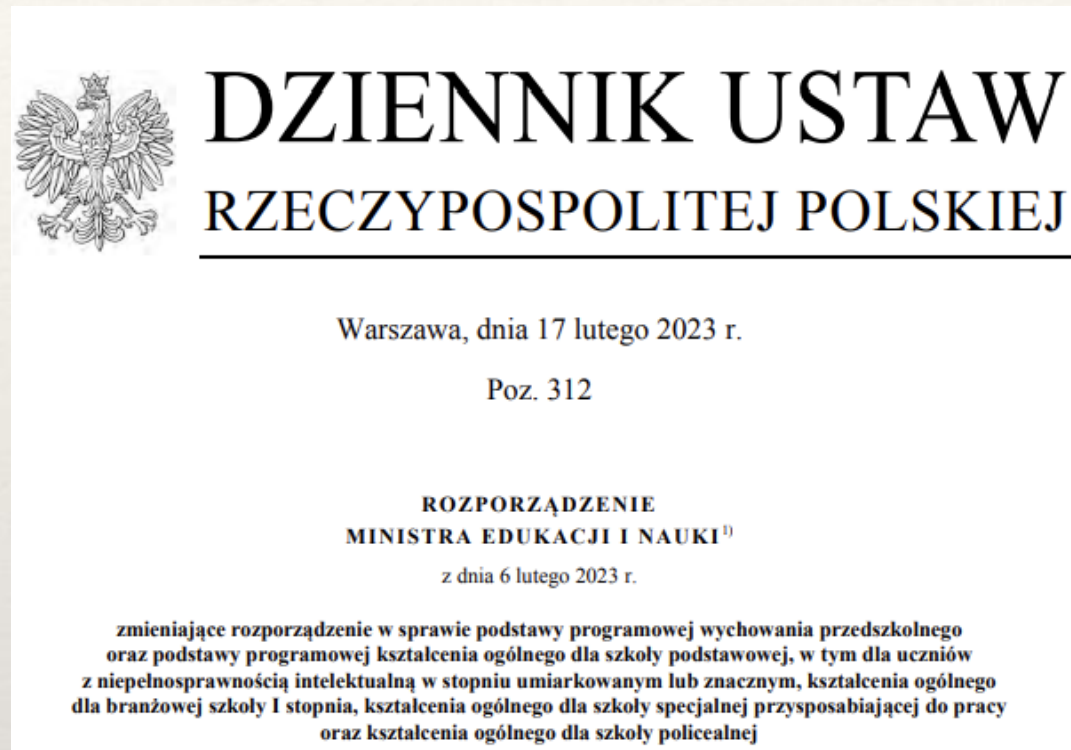 DZIENNIK USTAW
RZECZYPOSPOLITEJ POLSKIEJ
Warszawa, dnia 17 lutego 2023 r.
Poz. 312
ROZPORZĄDZENIE
MINISTRA EDUKACJI I NAUKI¹⁾
z dnia 6 lutego 2023 r.
zmieniające rozporządzenie w sprawie podstawy programowej wychowania przedszkolnego
oraz podstawy programowej kształcenia ogólnego dla szkoły podstawowej, w tym dla uczniów
z niepełnosprawnością intelektualną w stopniu umiarkowanym lub znacznym, kształcenia ogólnego
dla branżowej szkoły I stopnia, kształcenia ogólnego dla szkoły specjalnej przysposabiającej do pracy
oraz kształcenia ogólnego dla szkoły policealnej